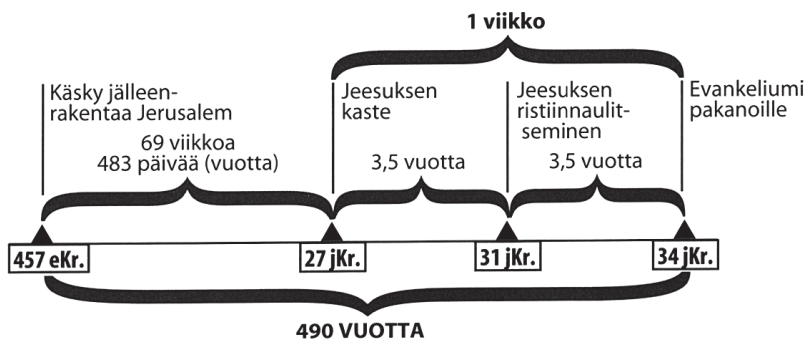 1 viikko
Käsky jälleen-
rakentaa Jerusalem
69 viikkoa
483 päivää (vuotta)
Jeesuksen
kaste
3,5 vuotta
Jeesuksen
ristiinnaulit-
seminen
3,5 vuotta
Evankeliumi
pakanoille
457 eKr.
27 jKr.
31 jKr.
34 jKr.
490 VUOTTA